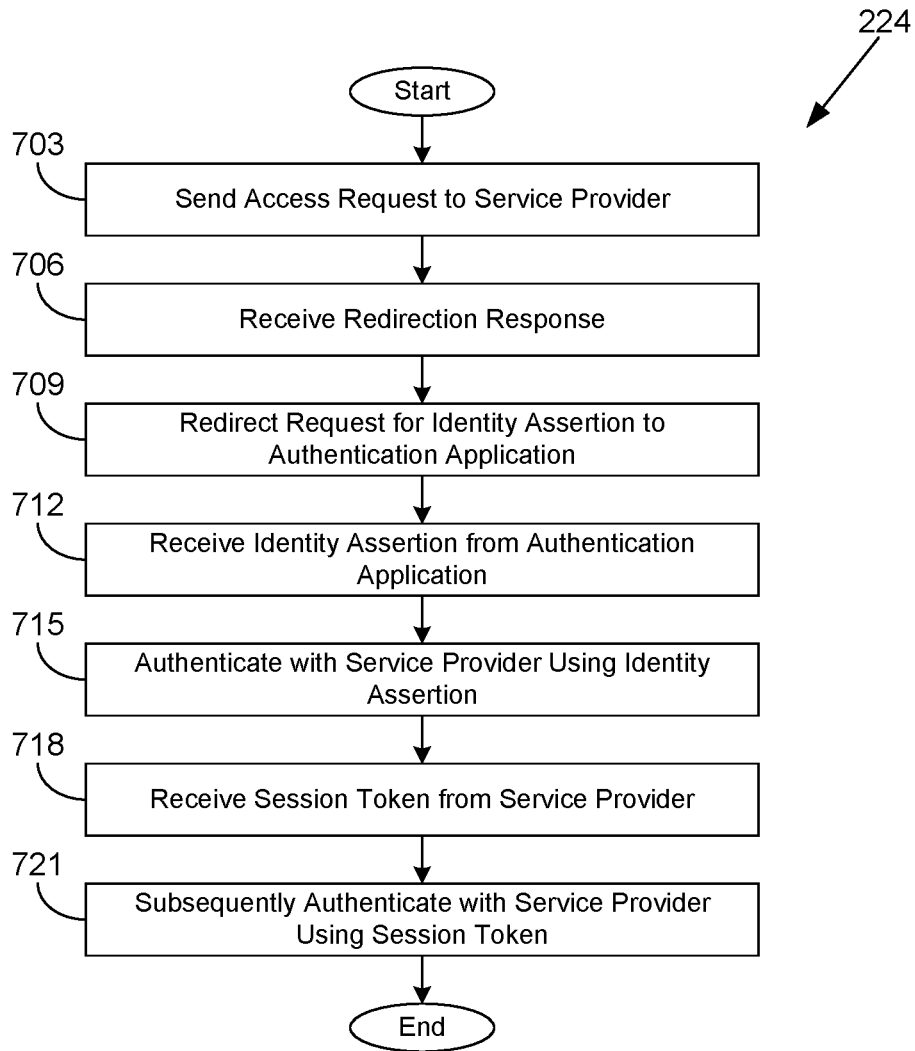 224
Start
703
Send Access Request to Service Provider
706
Receive Redirection Response
709
Redirect Request for Identity Assertion to
Authentication Application
712
Receive Identity Assertion from Authentication
Application
715
Authenticate with Service Provider Using Identity
Assertion
718
Receive Session Token from Service Provider
721
Subsequently Authenticate with Service Provider
Using Session Token
End